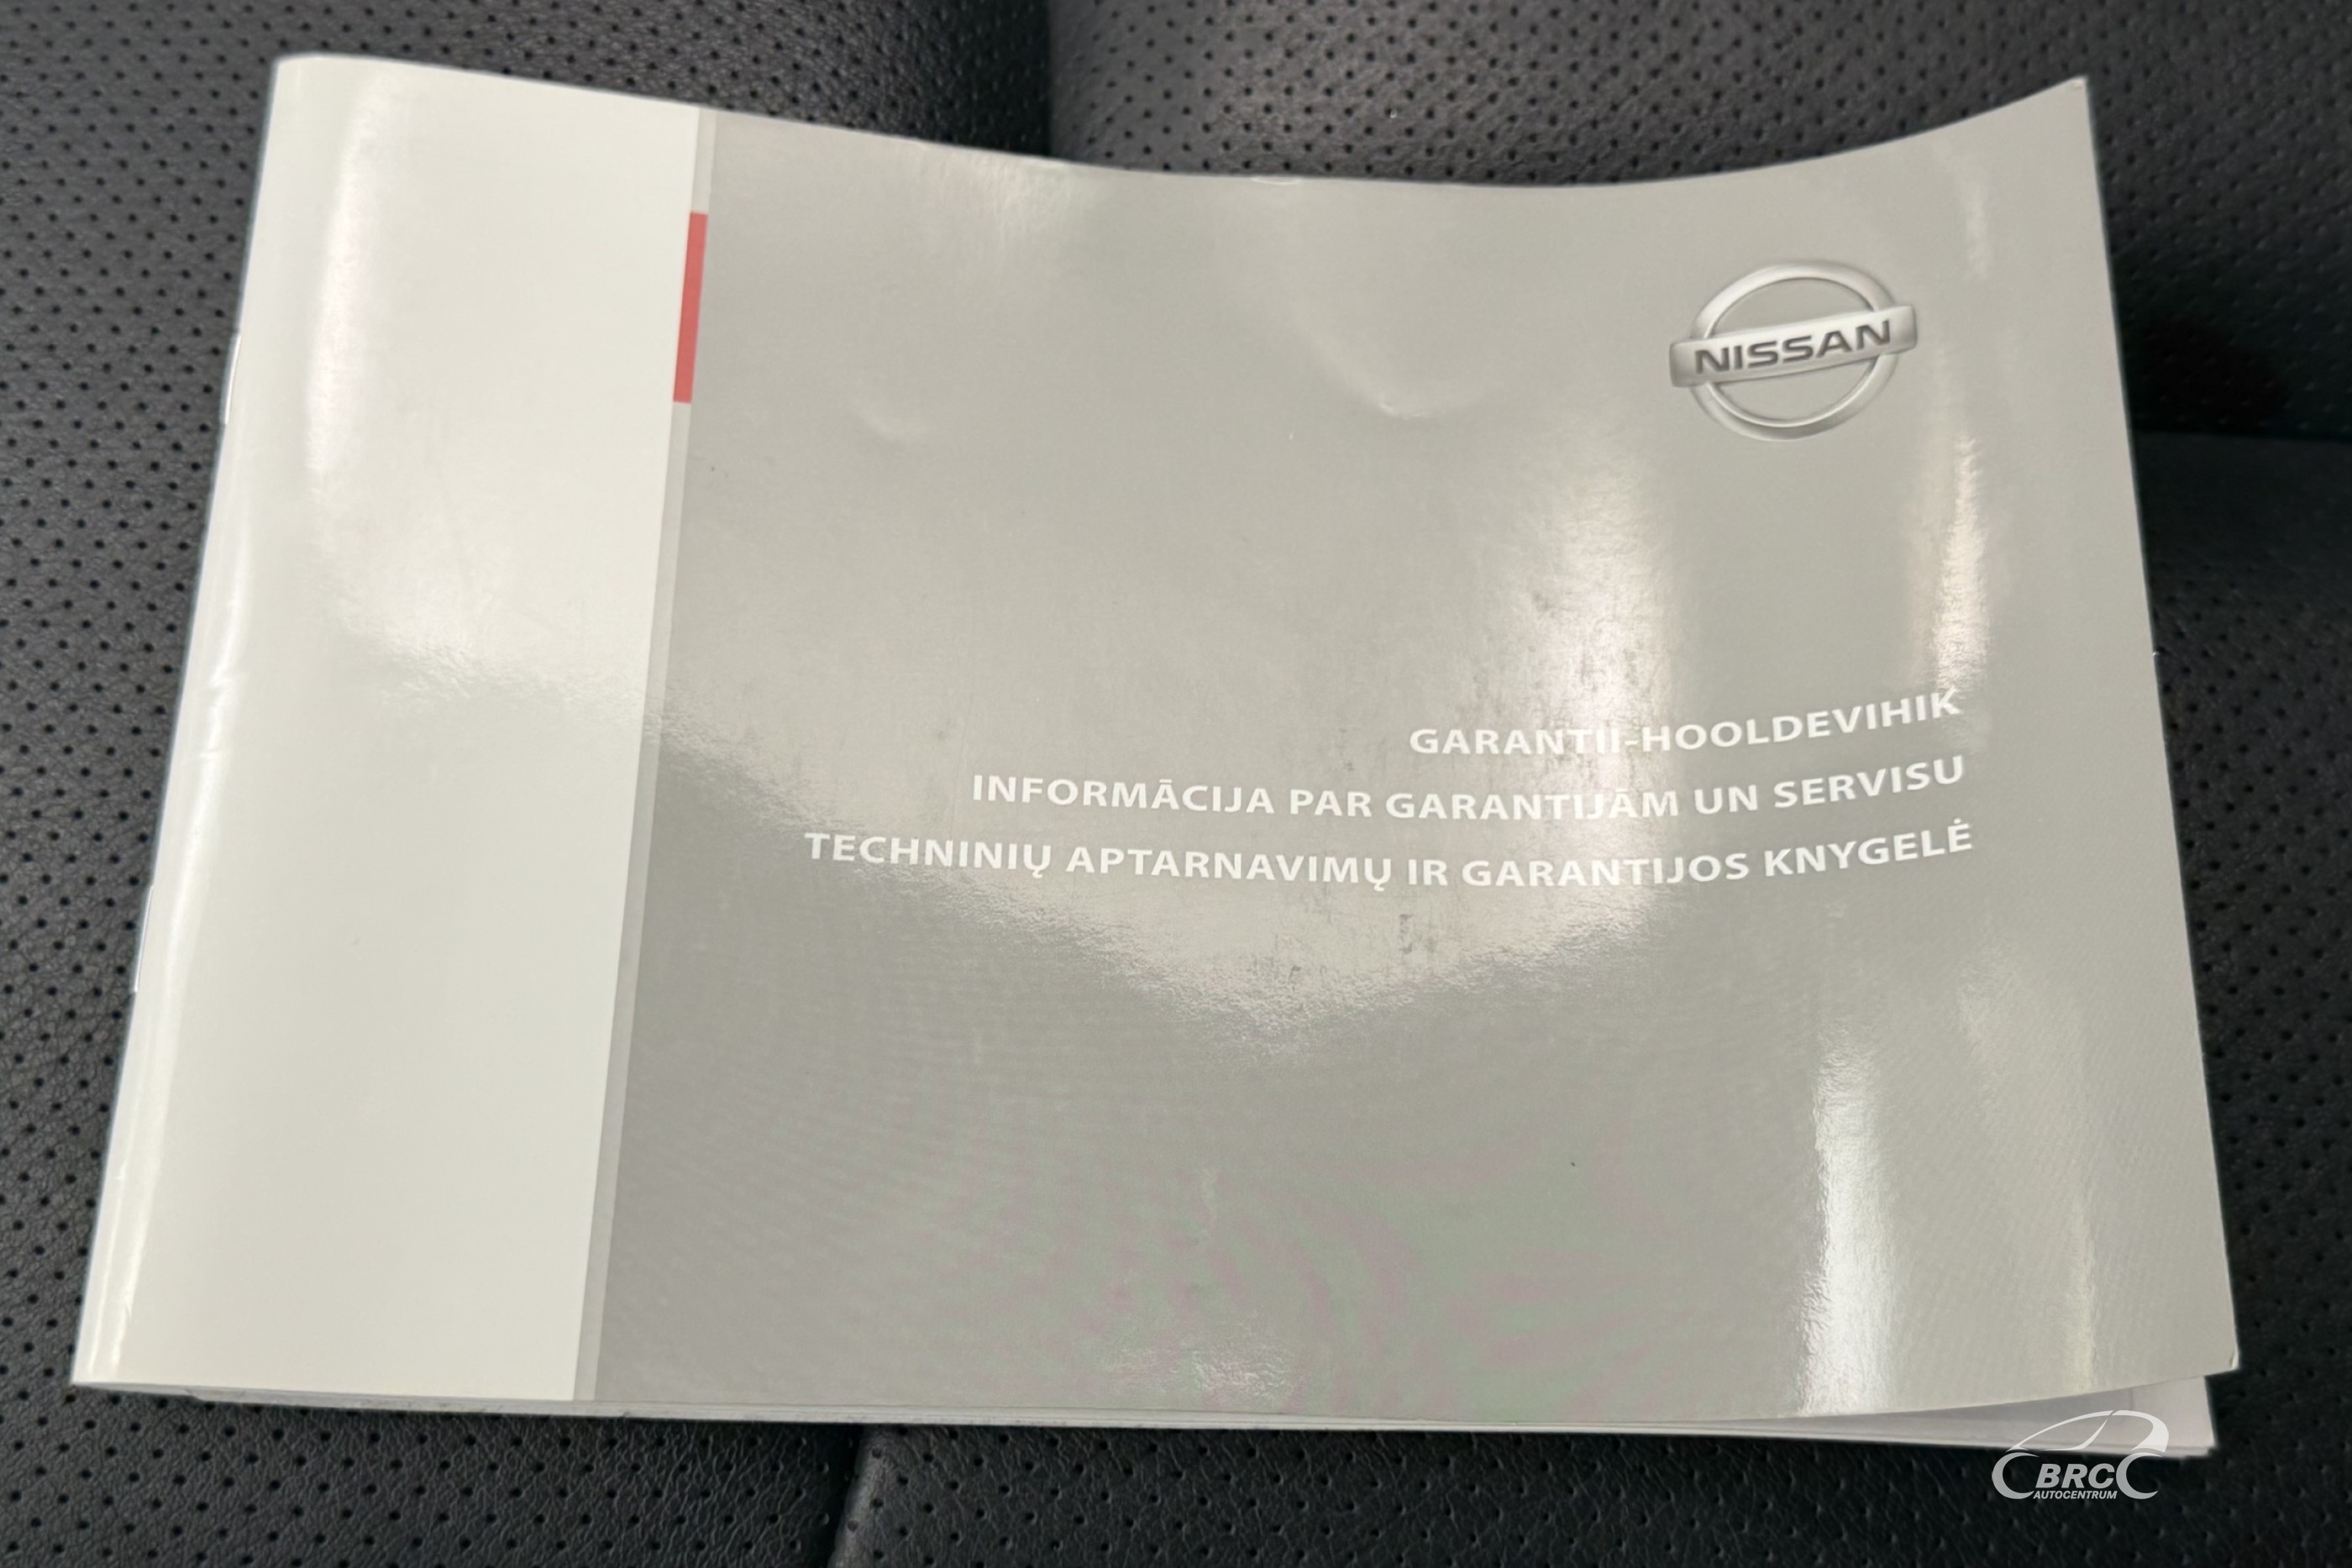 NISSAN
GARANTII-HOOLDEVIHIK
INFORMĀCIJA PAR GARANTIJĀM UN SERVISU
TECHNINIŲ APTARNAVIMŲ IR GARANTIJOS KNYGELĖ
BRC
AUTOCENTRUM